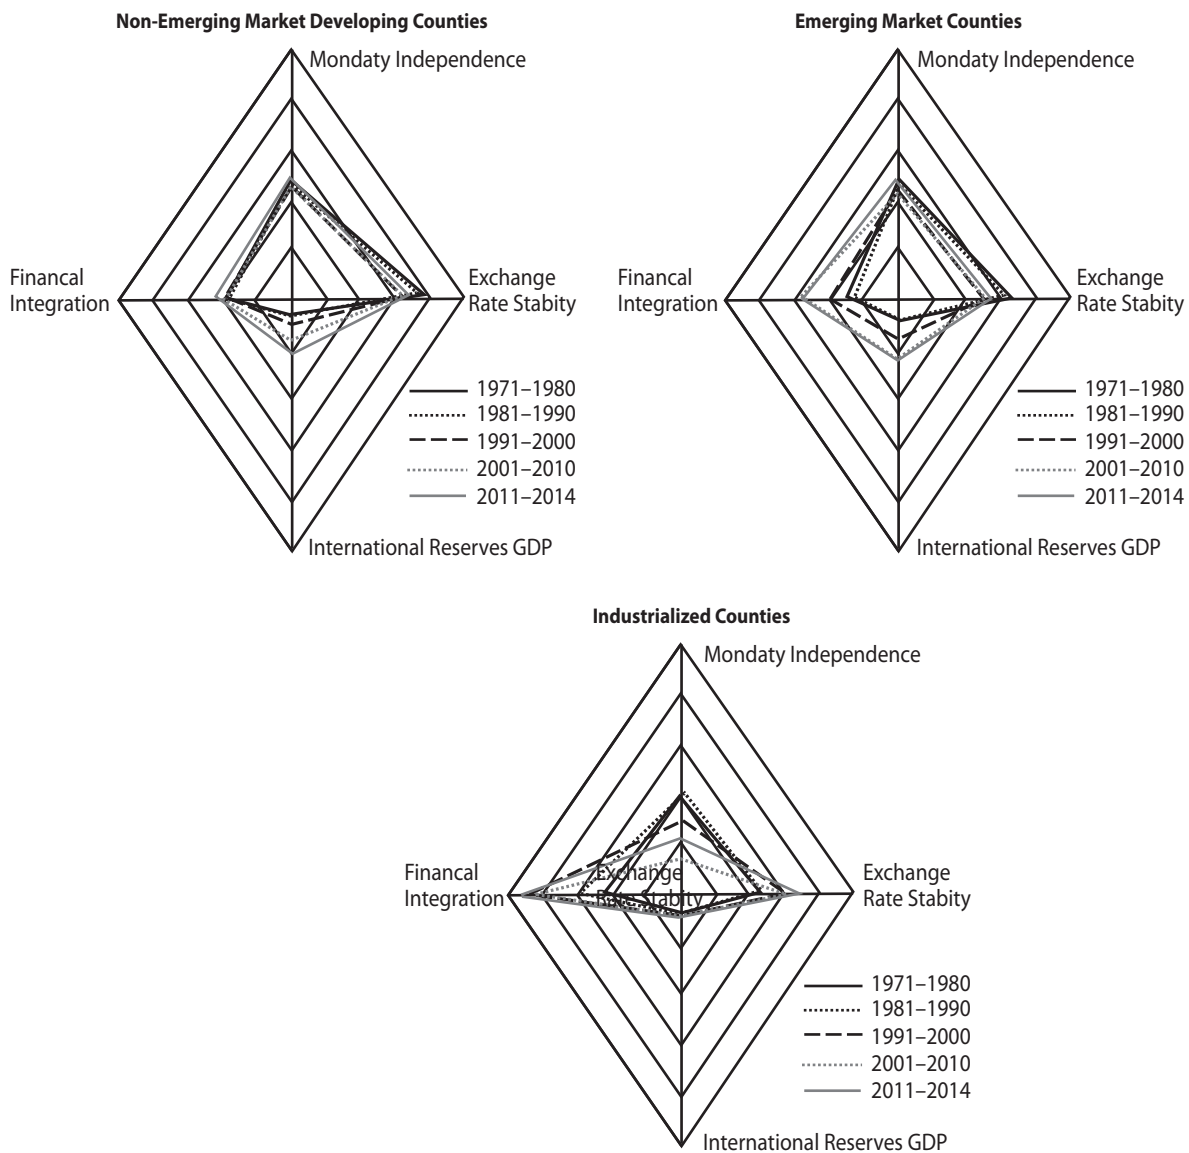 Non-Emerging Market Developing Counties
Mondaty Independence
Financal
Integration
Exchange
Rate Stabity
1971–1980
1981–1990
1991–2000
2001–2010
2011–2014
International Reserves GDP
Emerging Market Counties
Mondaty Independence
Financal
Integration
Exchange
Rate Stabity
1971–1980
1981–1990
1991–2000
2001–2010
2011–2014
International Reserves GDP
Industrialized Counties
Mondaty Independence
Financal
Integration
Exchange
Rate Stabity
Exchange
Rate Stabity
1971–1980
1981–1990
1991–2000
2001–2010
2011–2014
International Reserves GDP